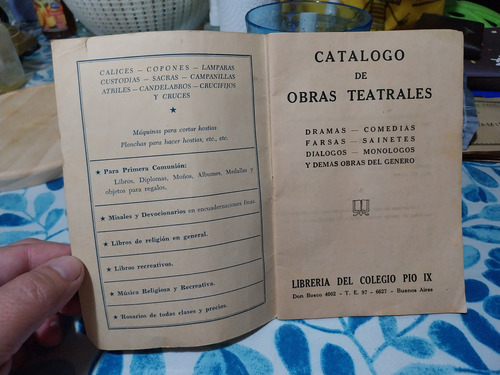 CALICES — COPONES — LAMPARAS
CUSTODIAS — SACRAS — CAMPANILLAS
ATRILES — CANDELABROS — CRUCIFIJOS
Y CRUCES
★
Máquinas para cortar hostias
Planchas para hacer hostias, etc., etc.
★ Para Primera Comunión:
Libros, Diplomas, Moños, Albumes, Medallas y
objetos para regalos.
★ Misales y Devocionarios en encuadernaciones finas.
★ Libros de religión en general.
★ Libros recreativos.
★ Música Religiosa y Recreativa.
★ Rosarios de todas clases y precios.
CATALOGO
DE
OBRAS TEATRALES
DRAMAS — COMEDIAS
FARSAS — SAINETES
DIALOGOS — MONOLOGOS
Y DEMAS OBRAS DEL GENERO
LIBRERIA DEL COLEGIO PIO IX
Don Bosco 4002 - T. E. 97 - 6627 - Buenos Aires